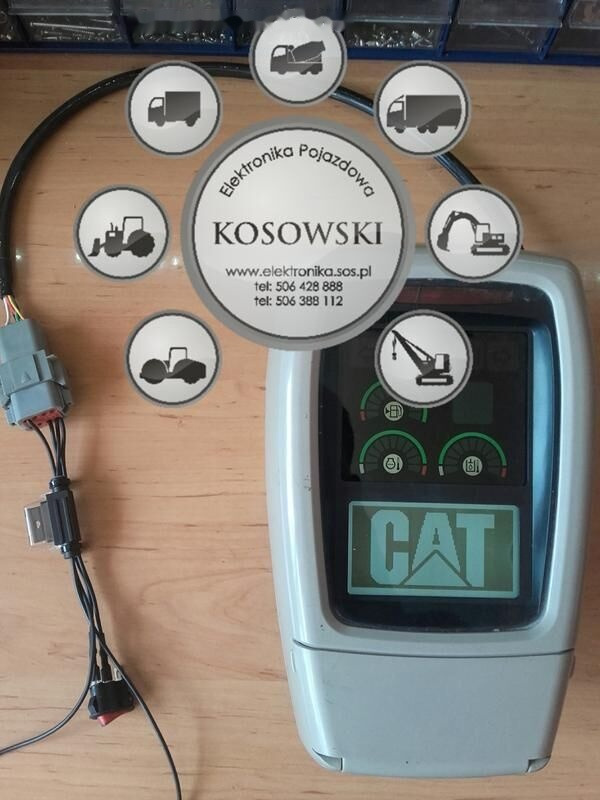 Elektronika Pojazdowa
KOSOWSKI
www.elektronika.sos.pl
tel: 506 428 888
tel: 506 388 112
CAT